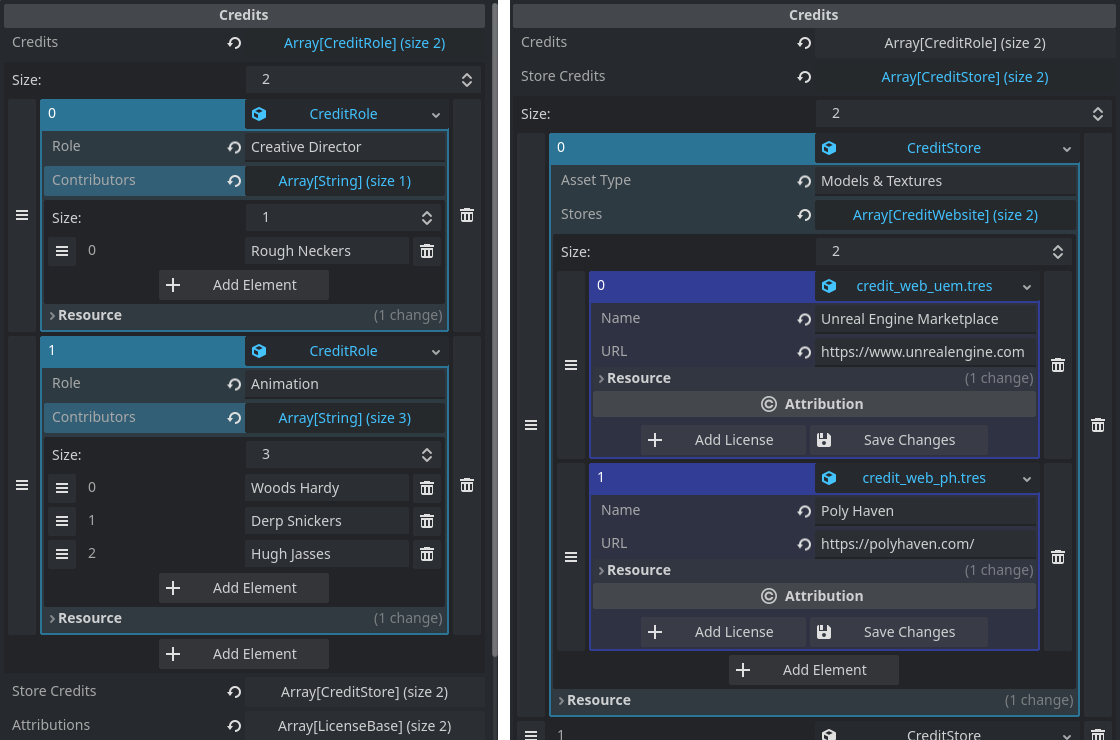 Credits
Credits Array[CreditRole] (size 2)
Size: 2
0 CreditRole
Role Creative Director
Contributors Array[String] (size 1)
Size: 1
0 Rough Neckers
Add Element
Resource (1 change)
1 CreditRole
Role Animation
Contributors Array[String] (size 3)
Size: 3
0 Woods Hardy
1 Derp Snickers
2 Hugh Jasses
Add Element
Resource (1 change)
Add Element
Store Credits Array[CreditStore] (size 2)
Attributions Array[LicenseBase] (size 2)
Credits
Credits Array[CreditRole] (size 2)
Store Credits Array[CreditStore] (size 2)
Size: 2
0 CreditStore
Asset Type Models & Textures
Stores Array[CreditWebsite] (size 2)
Size: 2
0 credit_web_uem.tres
Name Unreal Engine Marketplace
URL https://www.unrealengine.com
Resource (1 change)
© Attribution
Add License Save Changes
1 credit_web_ph.tres
Name Poly Haven
URL https://polyhaven.com/
Resource (1 change)
© Attribution
Add License Save Changes
Add Element
Resource (1 change)
1 CreditStore